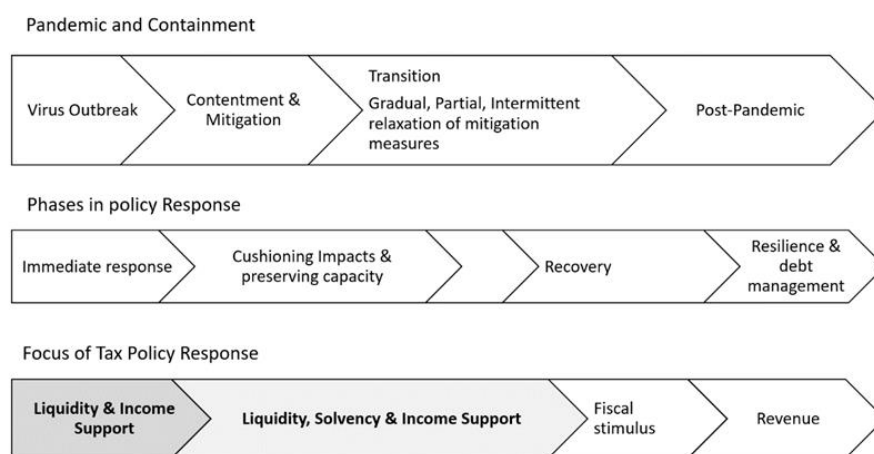 Pandemic and Containment
Virus Outbreak
Contentment &
Mitigation
Transition
Gradual, Partial, Intermittent
relaxation of mitigation
measures
Post-Pandemic
Phases in policy Response
Immediate response
Cushioning Impacts &
preserving capacity
Recovery
Resilience &
debt
management
Focus of Tax Policy Response
Liquidity & Income
Support
Liquidity, Solvency & Income Support
Fiscal
stimulus
Revenue